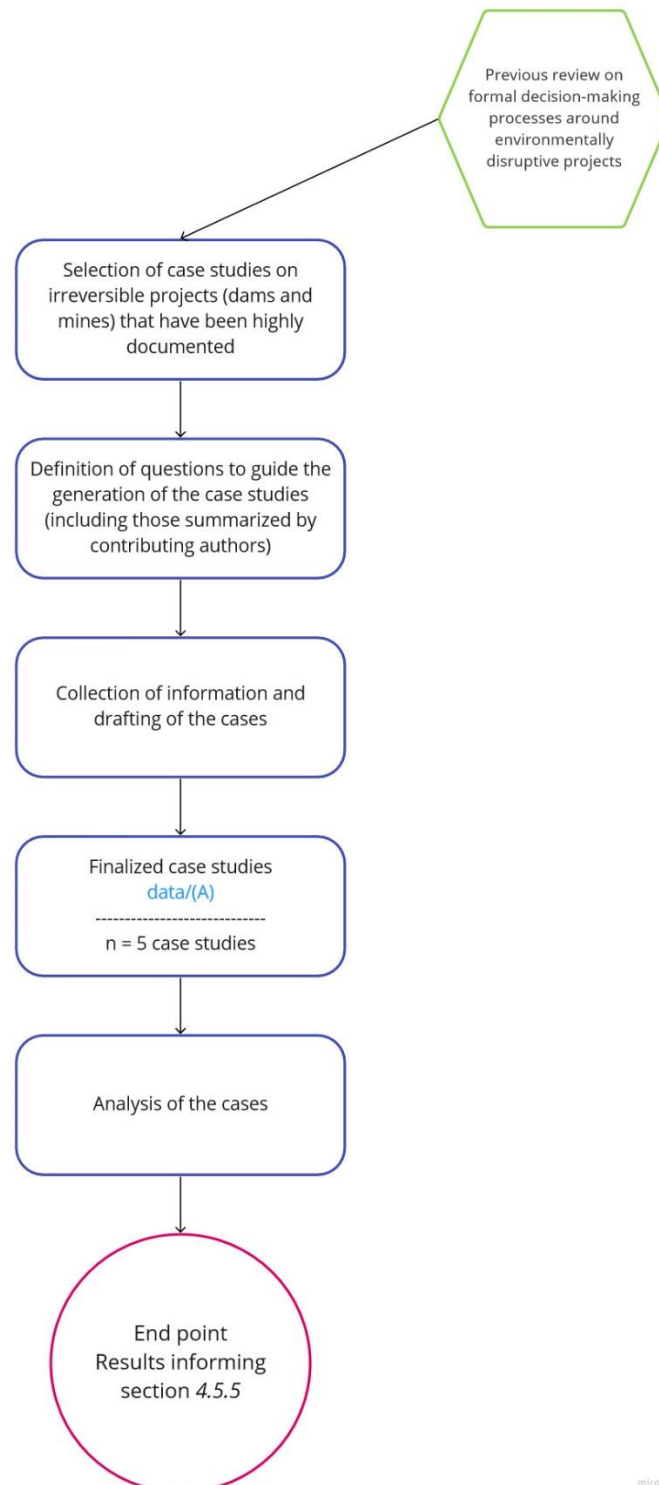 Previous review on
formal decision-making
processes around
environmentally
disruptive projects
Selection of case studies on
irreversible projects (dams and
mines) that have been highly
documented
Definition of questions to guide the
generation of the case studies
(including those summarized by
contributing authors)
Collection of information and
drafting of the cases
Finalized case studies
data/(A)
-----------------------------
n = 5 case studies
Analysis of the cases
End point
Results informing
section 4.5.5